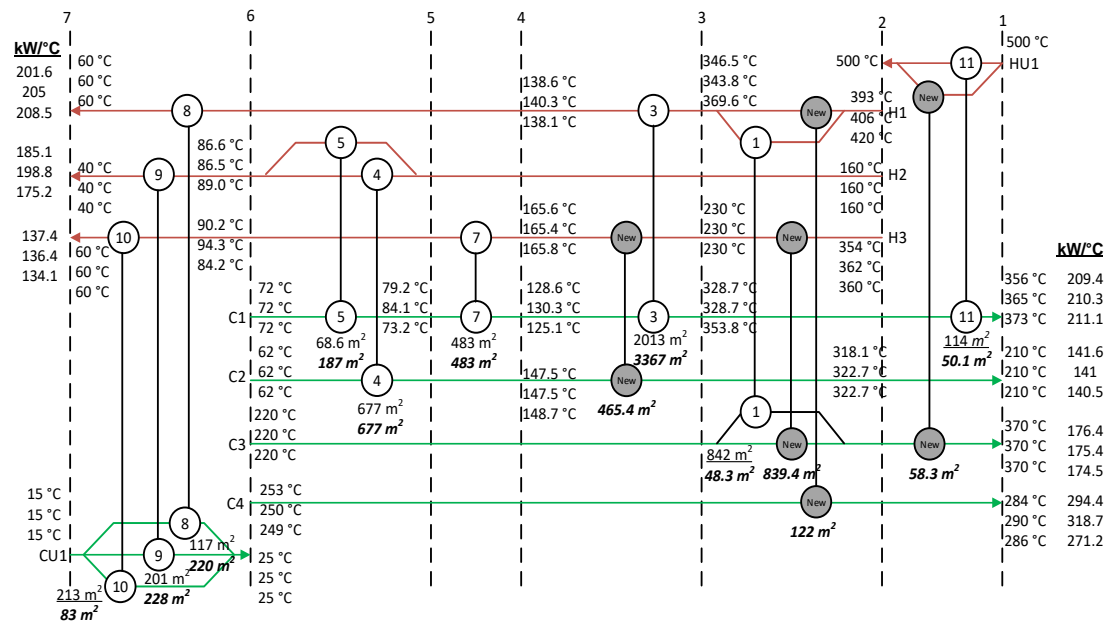 7 6 5 4 3 2 1
kW/°C
201.6
205
208.5
60 °C
60 °C
60 °C
8
138.6 °C
140.3 °C
138.1 °C
3
346.5 °C
343.8 °C
369.6 °C
New
1
500 °C
393 °C
406 °C
420 °C
H1
New
11
500 °C
HU1
185.1
198.8
175.2
40 °C
40 °C
40 °C
9
86.6 °C
86.5 °C
89.0 °C
5
4
160 °C
160 °C
160 °C
H2
137.4
136.4
134.1
60 °C
60 °C
60 °C
10
90.2 °C
94.3 °C
84.2 °C
7
165.6 °C
165.4 °C
165.8 °C
New
230 °C
230 °C
230 °C
New
354 °C
362 °C
360 °C
H3
kW/°C
C1
72 °C
72 °C
72 °C
5
68.6 m²
187 m²
79.2 °C
84.1 °C
73.2 °C
7
483 m²
483 m²
128.6 °C
130.3 °C
125.1 °C
3
2013 m²
3367 m²
328.7 °C
328.7 °C
353.8 °C
11
114 m²
50.1 m²
356 °C
365 °C
373 °C
209.4
210.3
211.1
C2
62 °C
62 °C
62 °C
4
677 m²
677 m²
147.5 °C
147.5 °C
148.7 °C
New
465.4 m²
318.1 °C
322.7 °C
322.7 °C
210 °C
210 °C
210 °C
141.6
141
140.5
C3
220 °C
220 °C
220 °C
1
842 m²
48.3 m²
New
839.4 m²
New
58.3 m²
370 °C
370 °C
370 °C
176.4
175.4
174.5
C4
253 °C
250 °C
249 °C
New
122 m²
284 °C
290 °C
286 °C
294.4
318.7
271.2
15 °C
15 °C
15 °C
CU1
8
117 m²
220 m²
9
201 m²
228 m²
10
213 m²
83 m²
25 °C
25 °C
25 °C